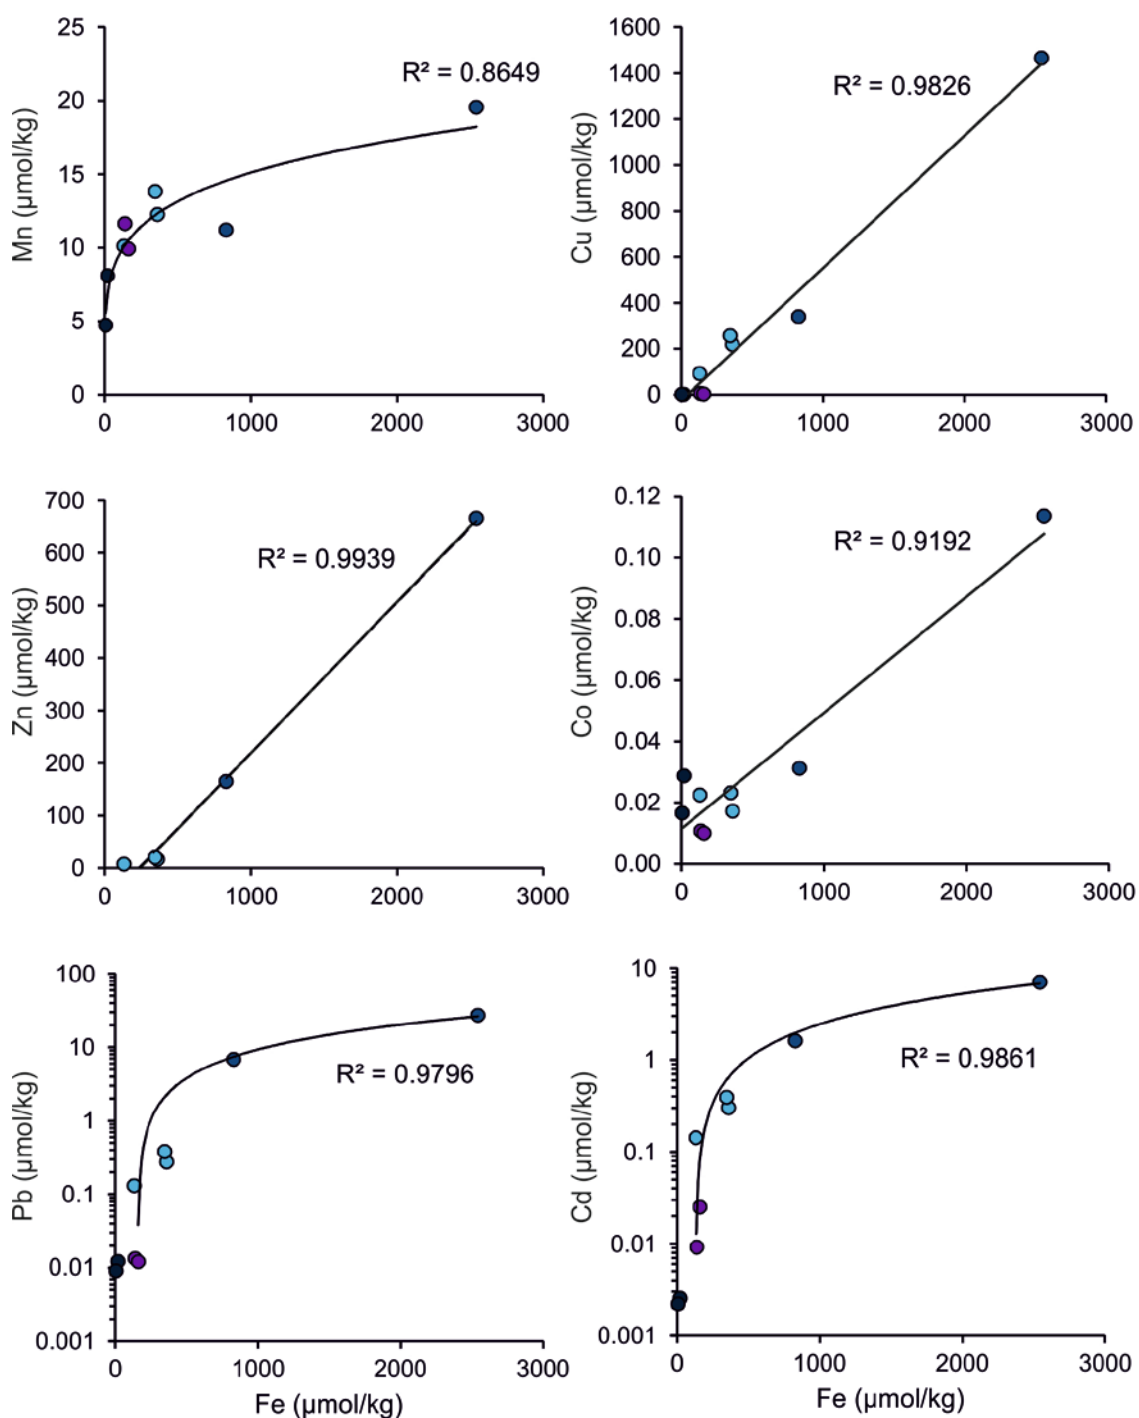 Mn (µmol/kg)
25
20
15
10
5
0
R² = 0.8649
0 1000 2000 3000
Cu (µmol/kg)
1600
1400
1200
1000
800
600
400
200
0
R² = 0.9826
0 1000 2000 3000
Zn (µmol/kg)
700
600
500
400
300
200
100
0
R² = 0.9939
0 1000 2000 3000
Co (µmol/kg)
0.12
0.10
0.08
0.06
0.04
0.02
0.00
R² = 0.9192
0 1000 2000 3000
Pb (µmol/kg)
100
10
1
0.1
0.01
0.001
R² = 0.9796
0 1000 2000 3000
Fe (µmol/kg)
Cd (µmol/kg)
10
1
0.1
0.01
0.001
R² = 0.9861
0 1000 2000 3000
Fe (µmol/kg)